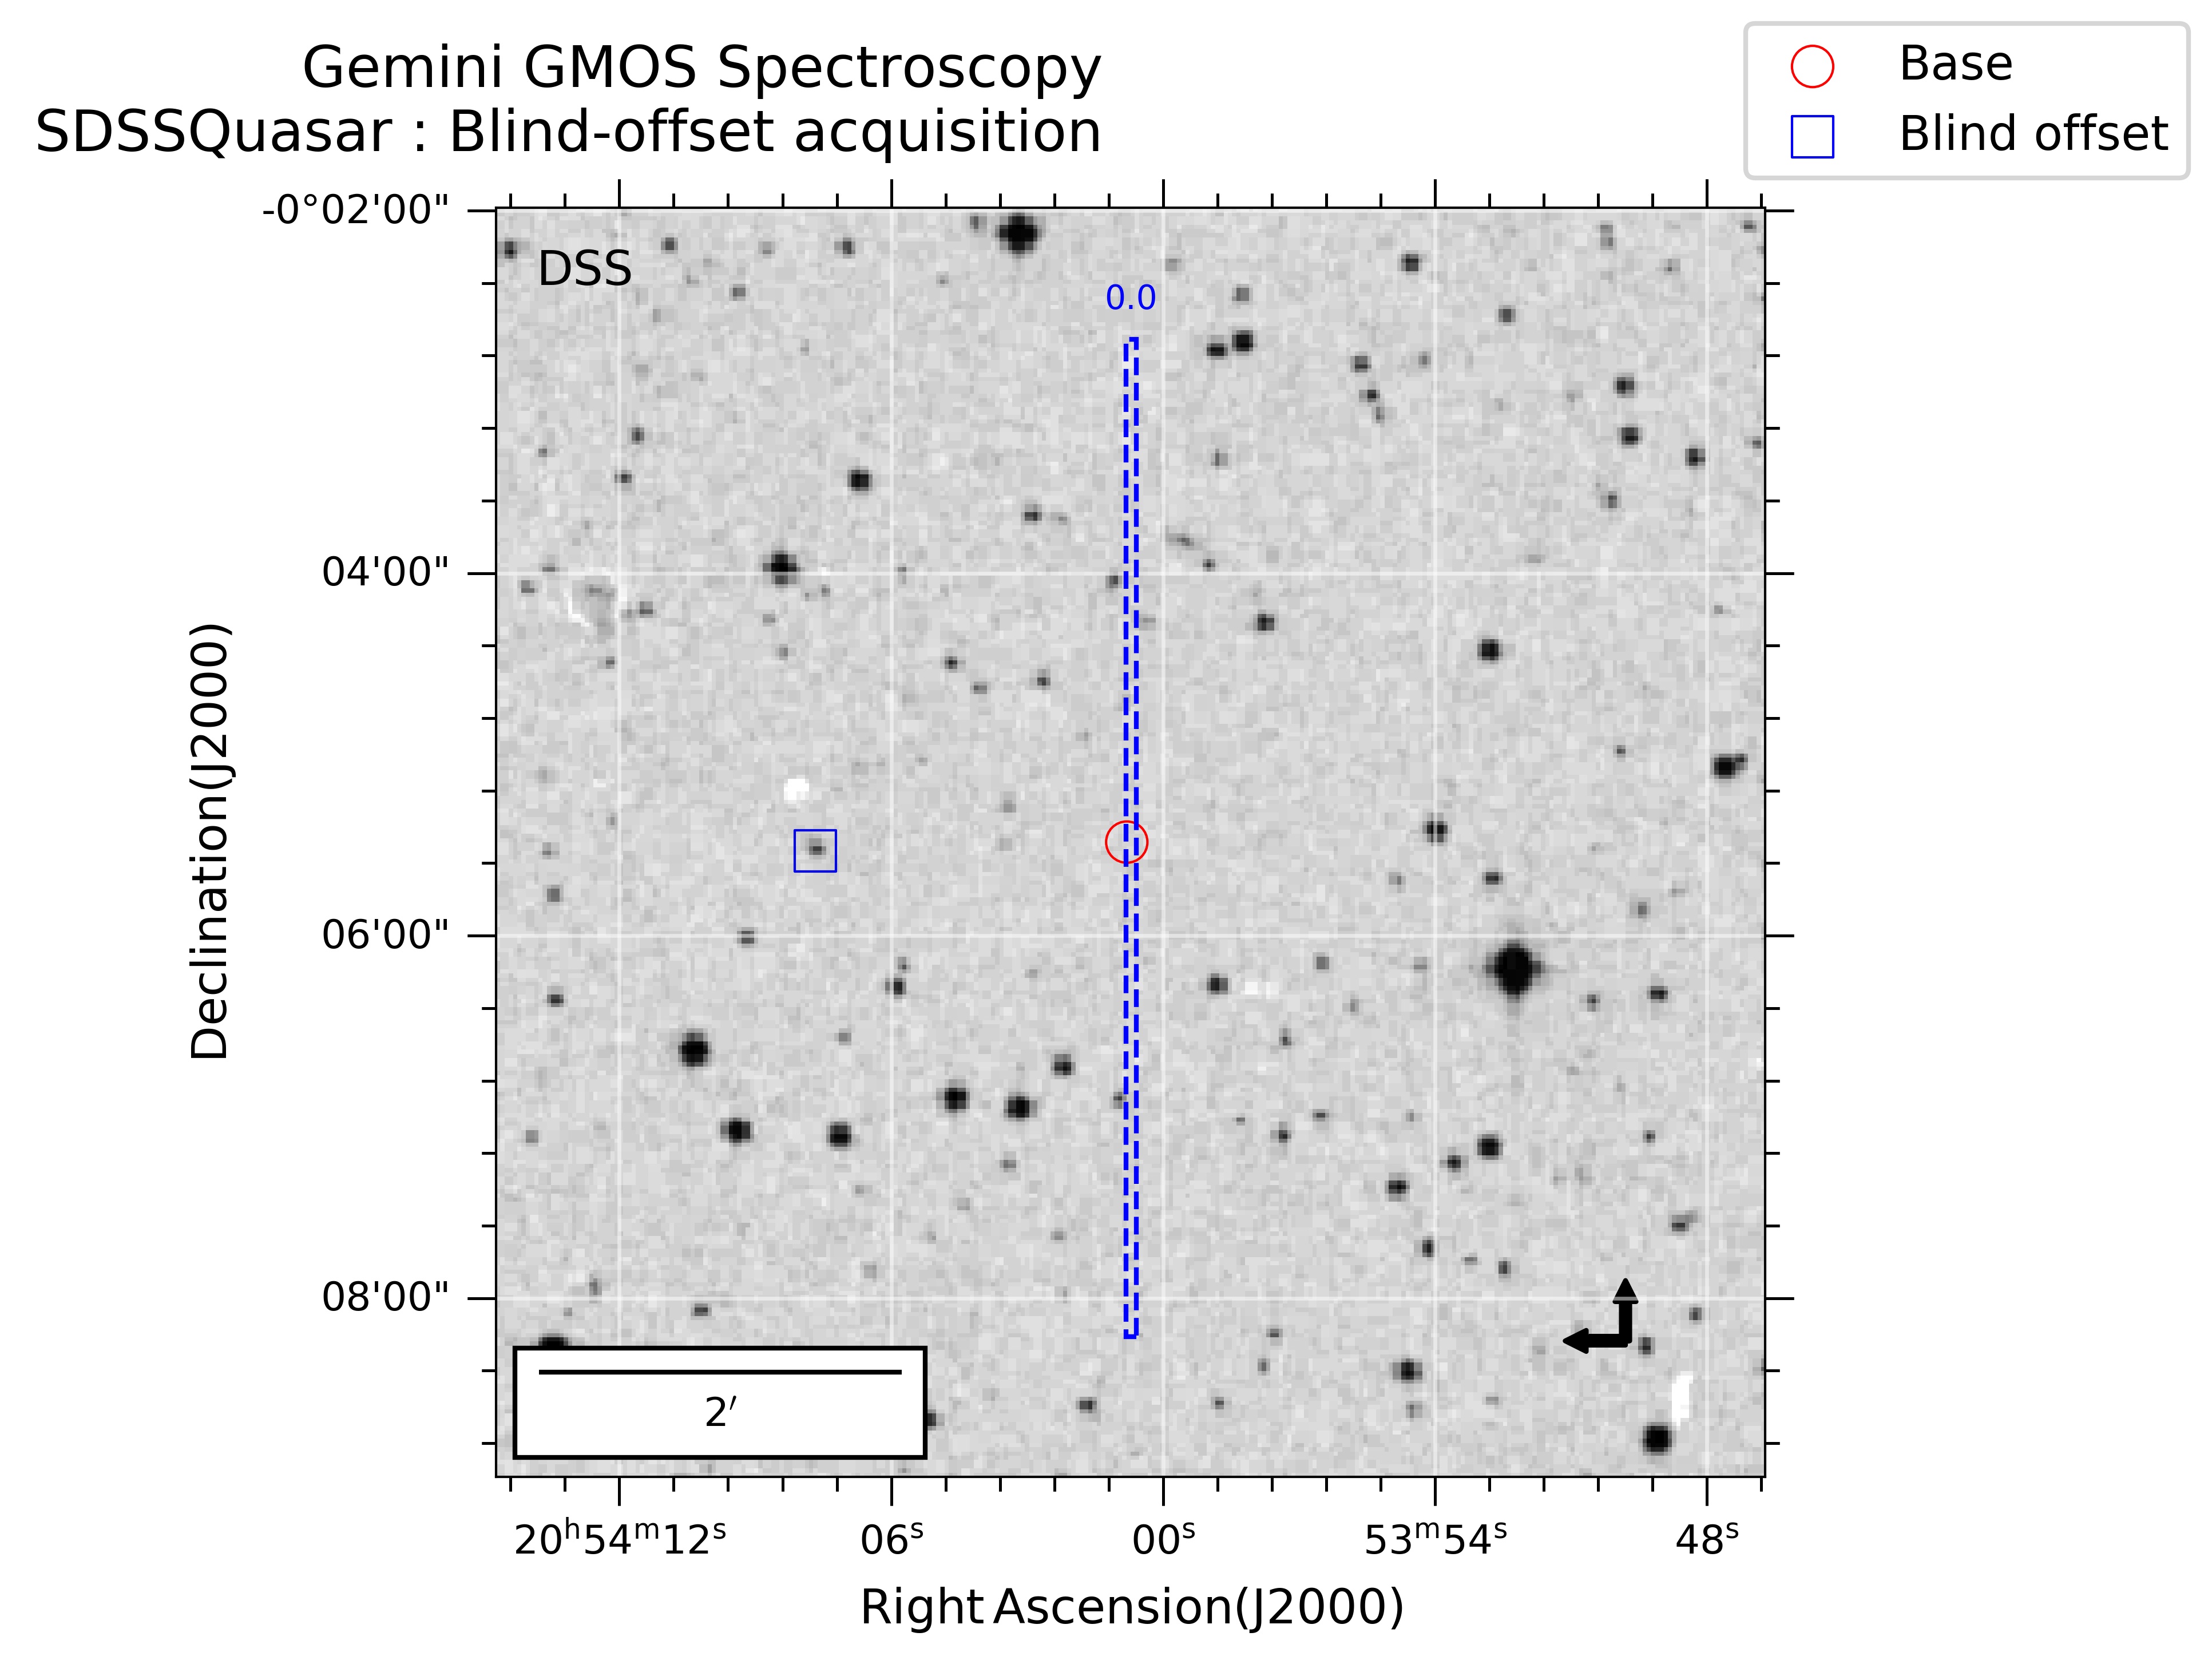 Gemini GMOS Spectroscopy
SDSSQuasar : Blind-offset acquisition
Base
Blind offset
-0°02'00"
DSS
0.0
04'00"
Declination(J2000)
06'00"
08'00"
2′
20ʰ54ᵐ12ˢ 06ˢ 00ˢ 53ᵐ54ˢ 48ˢ
Right Ascension(J2000)